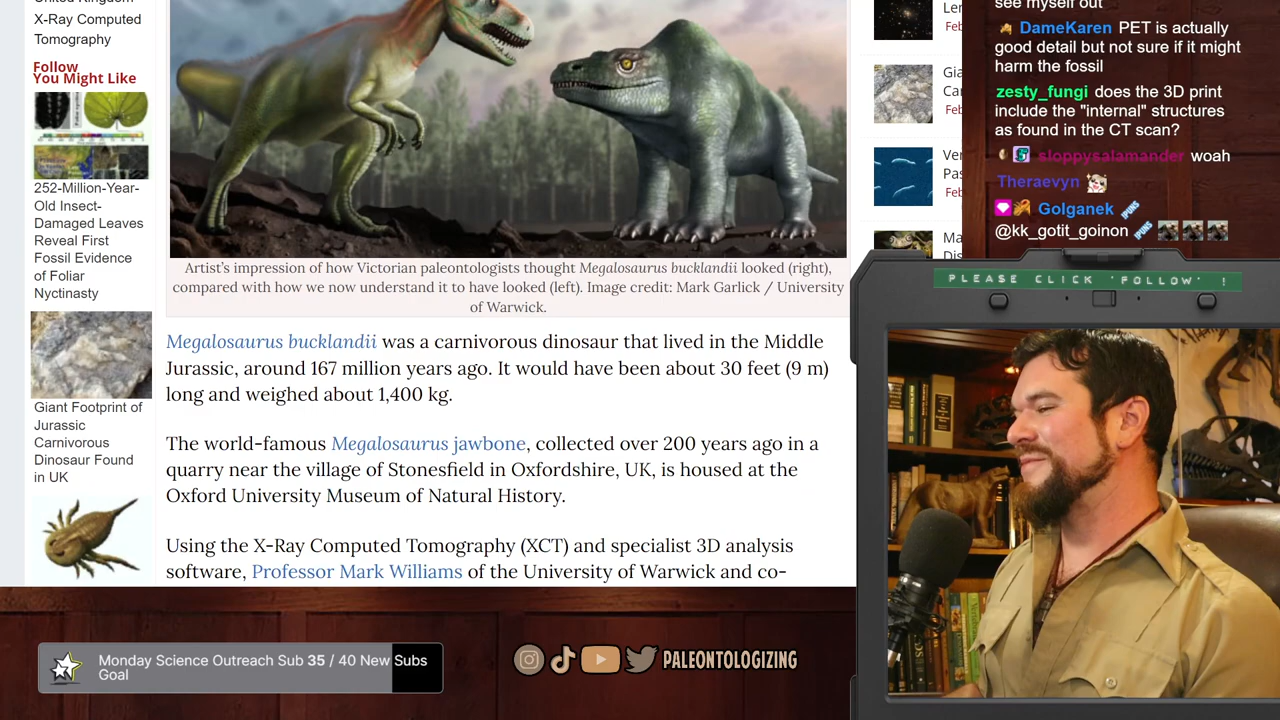 X-Ray Computed
Tomography
Follow
You Might Like
252-Million-Year-
Old Insect-
Damaged Leaves
Reveal First
Fossil Evidence
of Foliar
Nyctinasty
Giant Footprint of
Jurassic
Carnivorous
Dinosaur Found
in UK
Artist's impression of how Victorian paleontologists thought Megalosaurus bucklandii looked (right),
compared with how we now understand it to have looked (left). Image credit: Mark Garlick / University
of Warwick.
Megalosaurus bucklandii was a carnivorous dinosaur that lived in the Middle
Jurassic, around 167 million years ago. It would have been about 30 feet (9 m)
long and weighed about 1,400 kg.
The world-famous Megalosaurus jawbone, collected over 200 years ago in a
quarry near the village of Stonesfield in Oxfordshire, UK, is housed at the
Oxford University Museum of Natural History.
Using the X-Ray Computed Tomography (XCT) and specialist 3D analysis
software, Professor Mark Williams of the University of Warwick and co-
Feb
Gia
Car
Feb
Ver
Pas
Feb
Ma
see myself out
DameKaren PET is actually
good detail but not sure if it might
harm the fossil
zesty_fungi does the 3D print
include the "internal" structures
as found in the CT scan?
sloppysalamander woah
Theraevyn
Golganek
@kk_gotit_goinon
PLEASE CLICK 'FOLLOW' !
Monday Science Outreach Sub 35 / 40 New Subs
Goal
PALEONTOLOGIZING